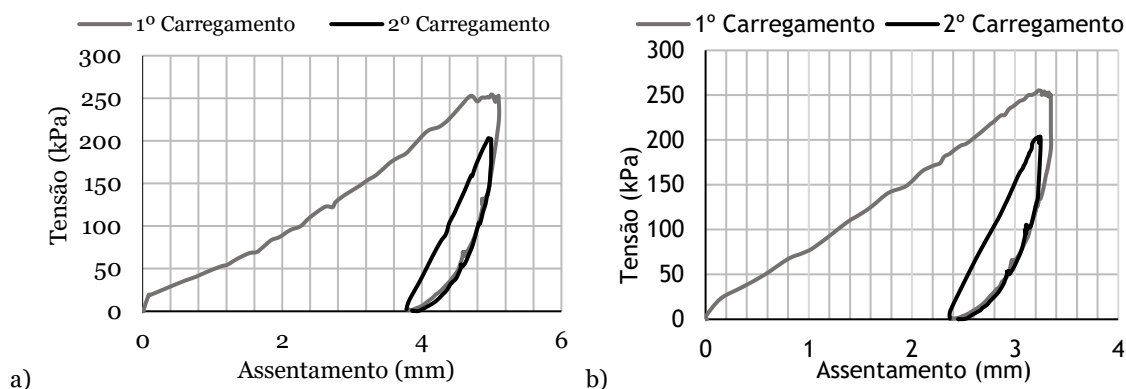 1º Carregamento 2º Carregamento
300
250
200
150
100
50
0
Tensão (kPa)
0 2 4 6
Assentamento (mm)
a)
1º Carregamento 2º Carregamento
300
250
200
150
100
50
0
Tensão (kPa)
0 1 2 3 4
Assentamento (mm)
b)